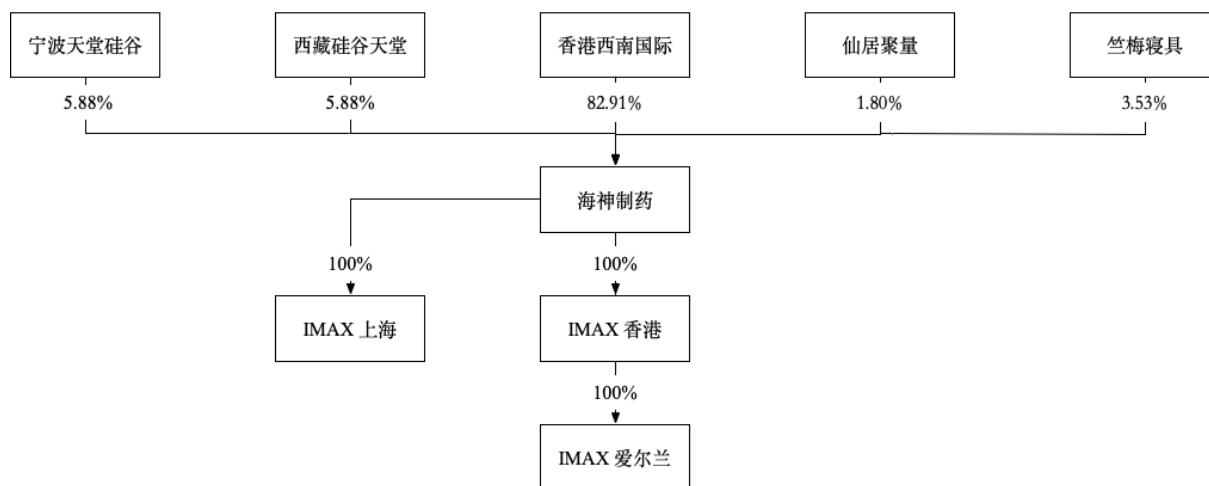 宁波天堂硅谷
西藏硅谷天堂
香港西南国际
仙居聚量
竺梅寝具
5.88%
5.88%
82.91%
1.80%
3.53%
海神制药
100%
100%
IMAX 上海
IMAX 香港
100%
IMAX 爱尔兰